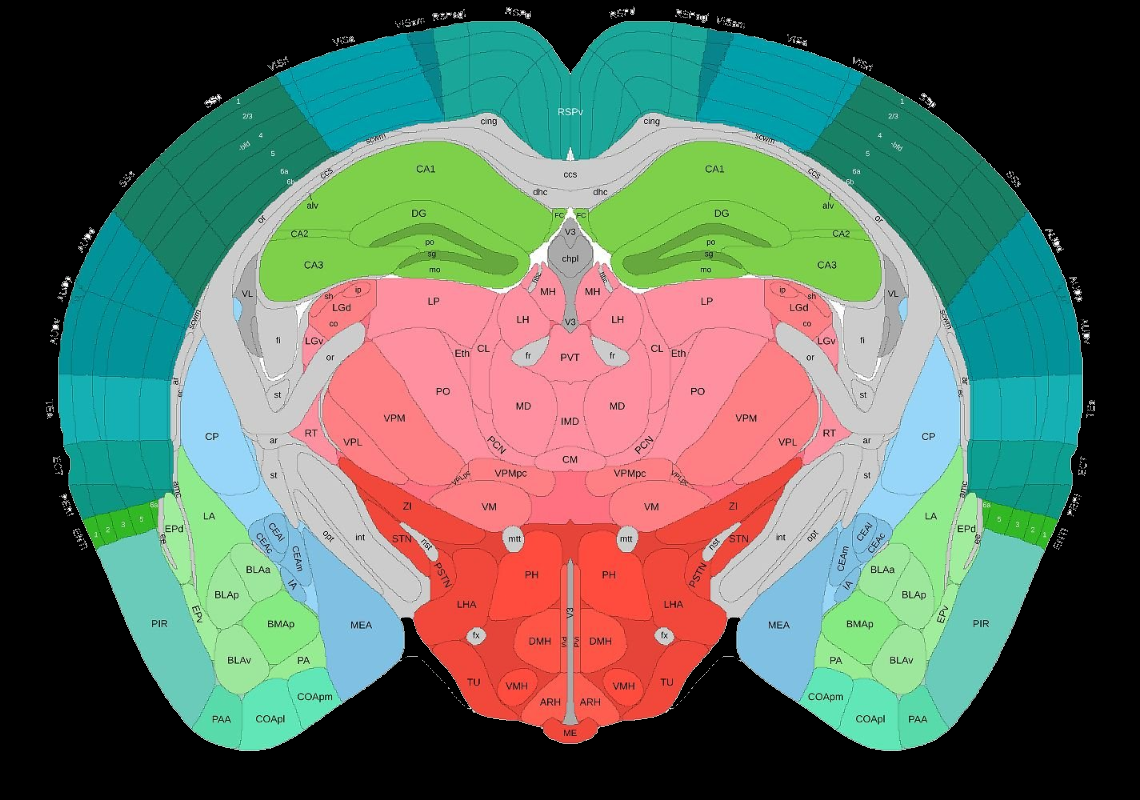 VISam RSPagl RSPd RSPd RSPagl VISam
VISa VISa
VISrl VISrl
SSp SSp
1 1
2/3 2/3
4 4
-bfd -bfd
5 5
6a 6a
6b 6b
RSPv
cing cing
scwm scwm
ccs ccs ccs
dhc dhc
CA1 CA1
alv alv
or or
SSs SSs
DG DG
FC FC
V3
CA2 CA2
po po
sg sg
mo mo
CA3 CA3
chpl
AUDd AUDd
AUDp AUDp
AUDv AUDv
VL VL
ip ip
sh sh
LGd LGd
co co
LGv LGv
LP LP
MH MH
LH LH
V3
scwm scwm
fi fi
or or
Eth CL fr PVT fr CL Eth
TEa TEa
st st
PO PO
MD IMD MD
VPM VPM
RT RT
VPL VPL
PCN PCN
CP CP
ar ar
ec ec
ar ar
CM
ECT ECT
st st
VPLpc VPMpc VPMpc VPLpc
amc amc
PERI PERI
ZI ZI
VM VM
LA LA
6a 6a
1 2 3 5 5 3 2 1
EPd EPd
ee ee
CEAl CEAl
CEAc CEAc
CEAm CEAm
IA IA
opt int int opt
STN STN
nst nst
PSTN PSTN
mtt mtt
PH PH
LHA LHA
V3
BLAa BLAa
BLAp BLAp
EPv EPv
BMAp BMAp
MEA MEA
PIR PIR
fx fx
DMH DMH
BLAv BLAv
PA PA
TU TU
VMH VMH
ARH ARH
COApm COApm
PAA COApl COApl PAA
ME